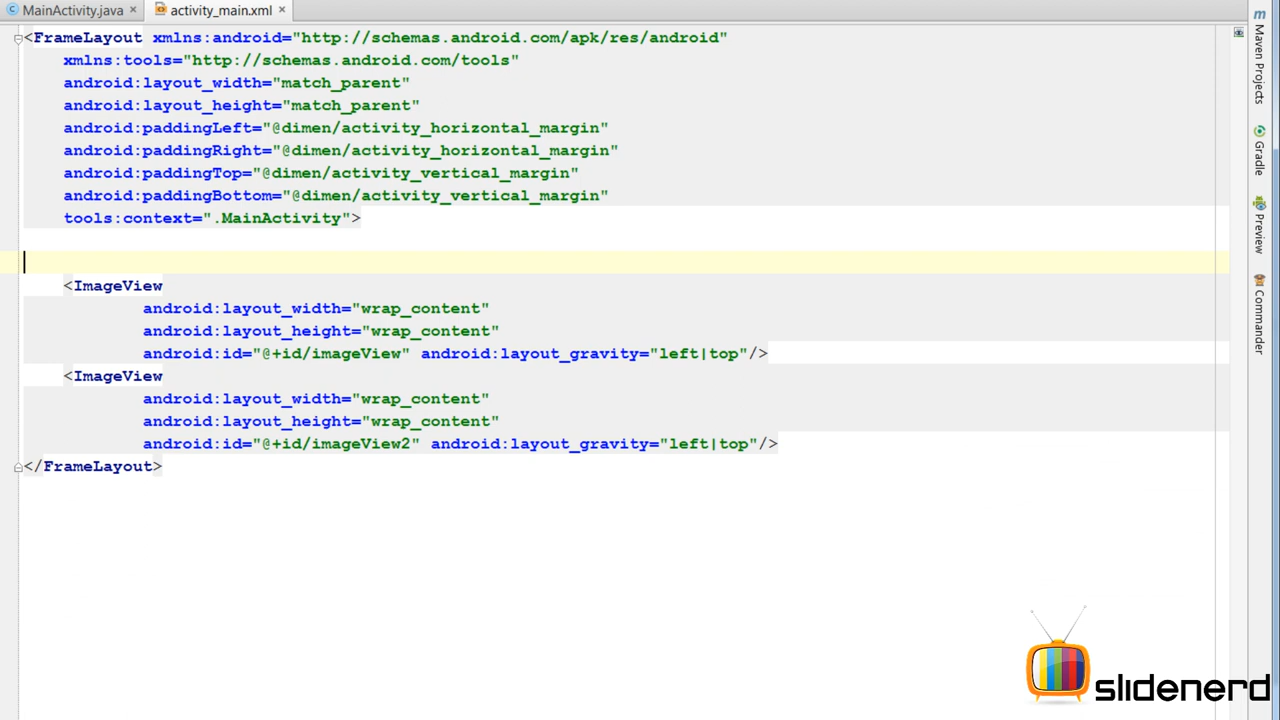 MainActivity.java
activity_main.xml
<FrameLayout xmlns:android="http://schemas.android.com/apk/res/android"
xmlns:tools="http://schemas.android.com/tools"
android:layout_width="match_parent"
android:layout_height="match_parent"
android:paddingLeft="@dimen/activity_horizontal_margin"
android:paddingRight="@dimen/activity_horizontal_margin"
android:paddingTop="@dimen/activity_vertical_margin"
android:paddingBottom="@dimen/activity_vertical_margin"
tools:context=".MainActivity">
<ImageView
android:layout_width="wrap_content"
android:layout_height="wrap_content"
android:id="@+id/imageView" android:layout_gravity="left|top"/>
<ImageView
android:layout_width="wrap_content"
android:layout_height="wrap_content"
android:id="@+id/imageView2" android:layout_gravity="left|top"/>
</FrameLayout>
m
Maven Projects
Gradle
Preview
Commander
slidenerd